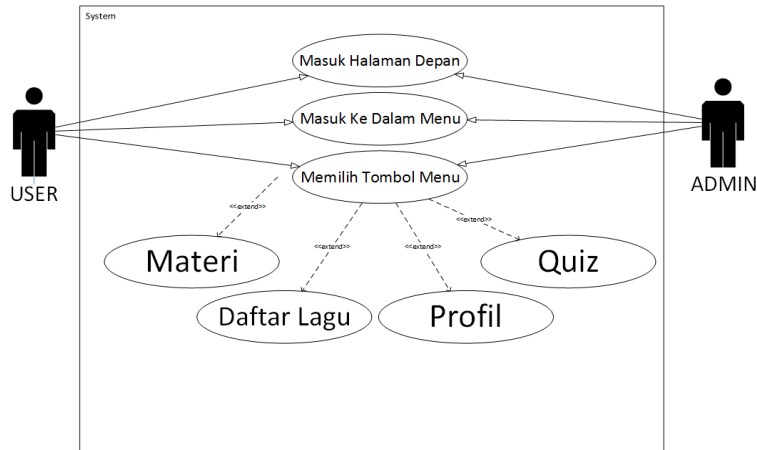 System
Masuk Halaman Depan
Masuk Ke Dalam Menu
Memilih Tombol Menu
USER
ADMIN
<<extend>>
<<extend>>
<<extend>>
<<extend>>
Materi
Quiz
Daftar Lagu
Profil